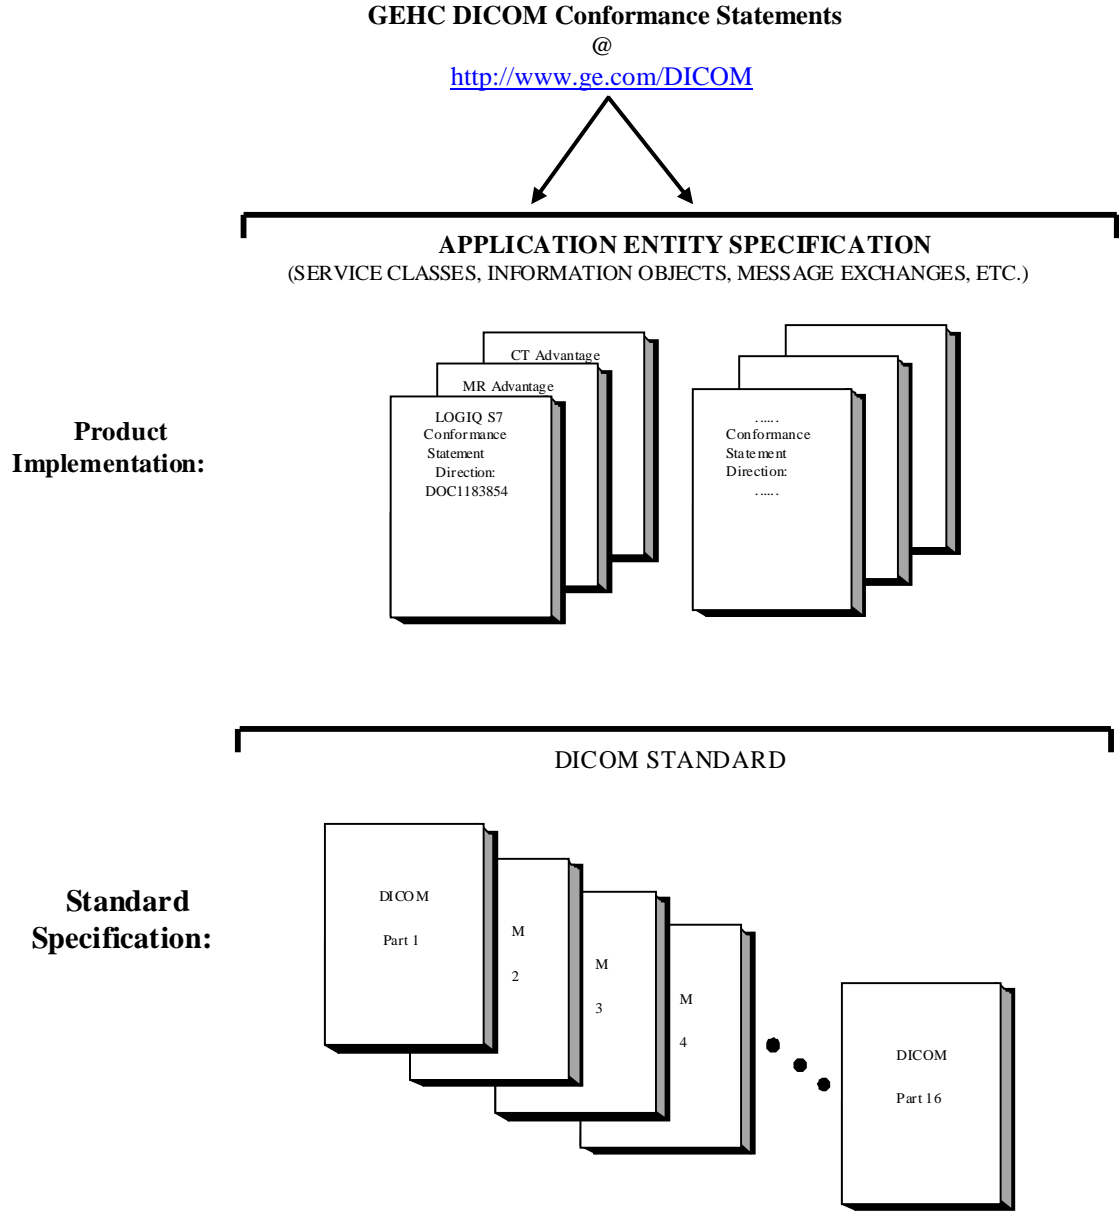 GEHC DICOM Conformance Statements
@
http://www.ge.com/DICOM
APPLICATION ENTITY SPECIFICATION
(SERVICE CLASSES, INFORMATION OBJECTS, MESSAGE EXCHANGES, ETC.)
Product
Implementation:
CT Advantage
MR Advantage
LOGIQ S7
Conformance
Statement
Direction:
DOC1183854
.....
Conformance
Statement
Direction:
.....
DICOM STANDARD
Standard
Specification:
DICOM
Part 1
M
2
M
3
M
4
DICOM
Part 16